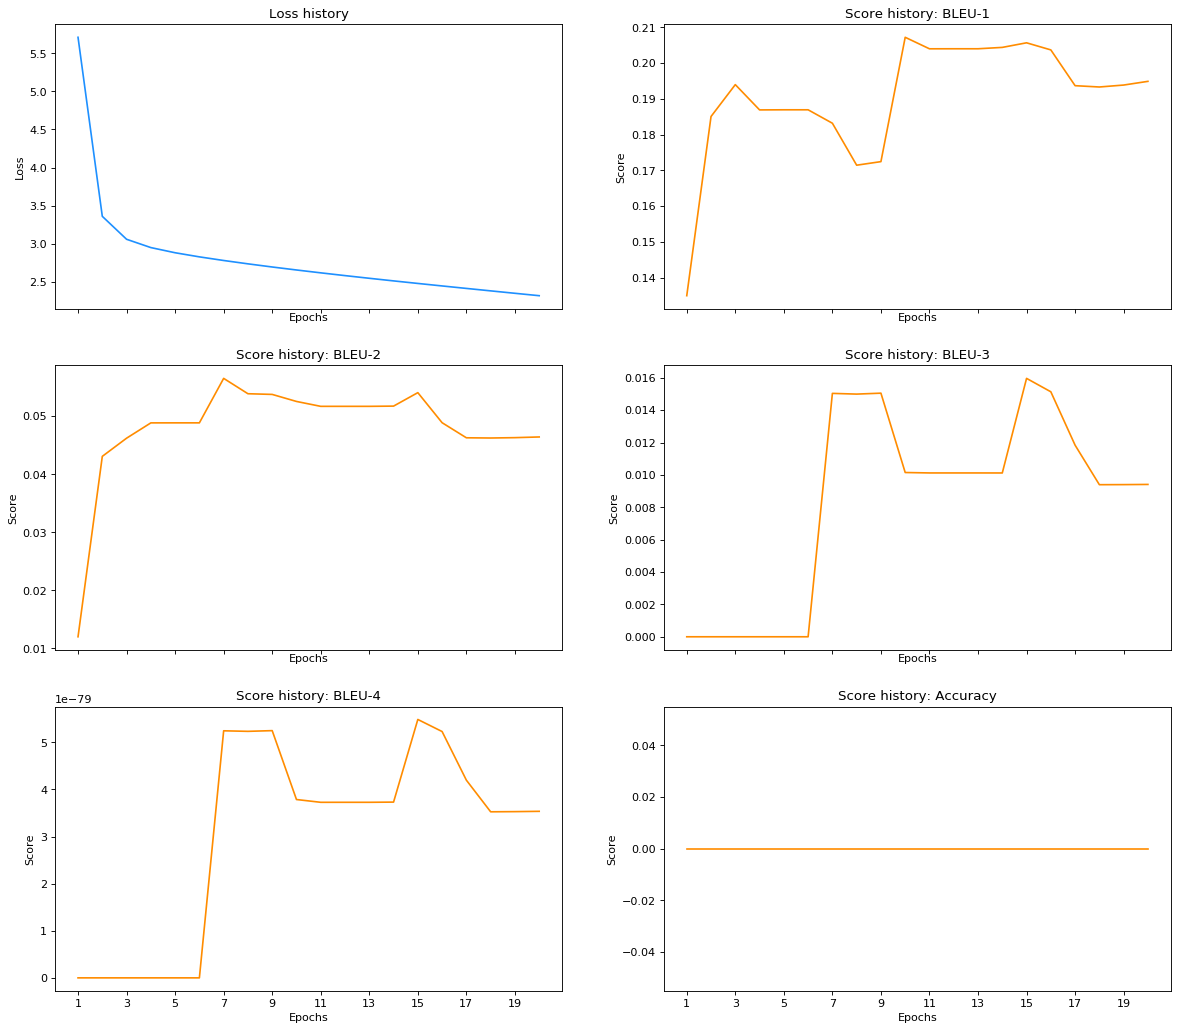 Loss history
Loss
5.5
5.0
4.5
4.0
3.5
3.0
2.5
Epochs
Score history: BLEU-1
Score
0.21
0.20
0.19
0.18
0.17
0.16
0.15
0.14
Epochs
Score history: BLEU-2
Score
0.05
0.04
0.03
0.02
0.01
Epochs
Score history: BLEU-3
Score
0.016
0.014
0.012
0.010
0.008
0.006
0.004
0.002
0.000
Epochs
1e−79
Score history: BLEU-4
Score
5
4
3
2
1
0
1 3 5 7 9 11 13 15 17 19
Epochs
Score history: Accuracy
Score
0.04
0.02
0.00
−0.02
−0.04
1 3 5 7 9 11 13 15 17 19
Epochs